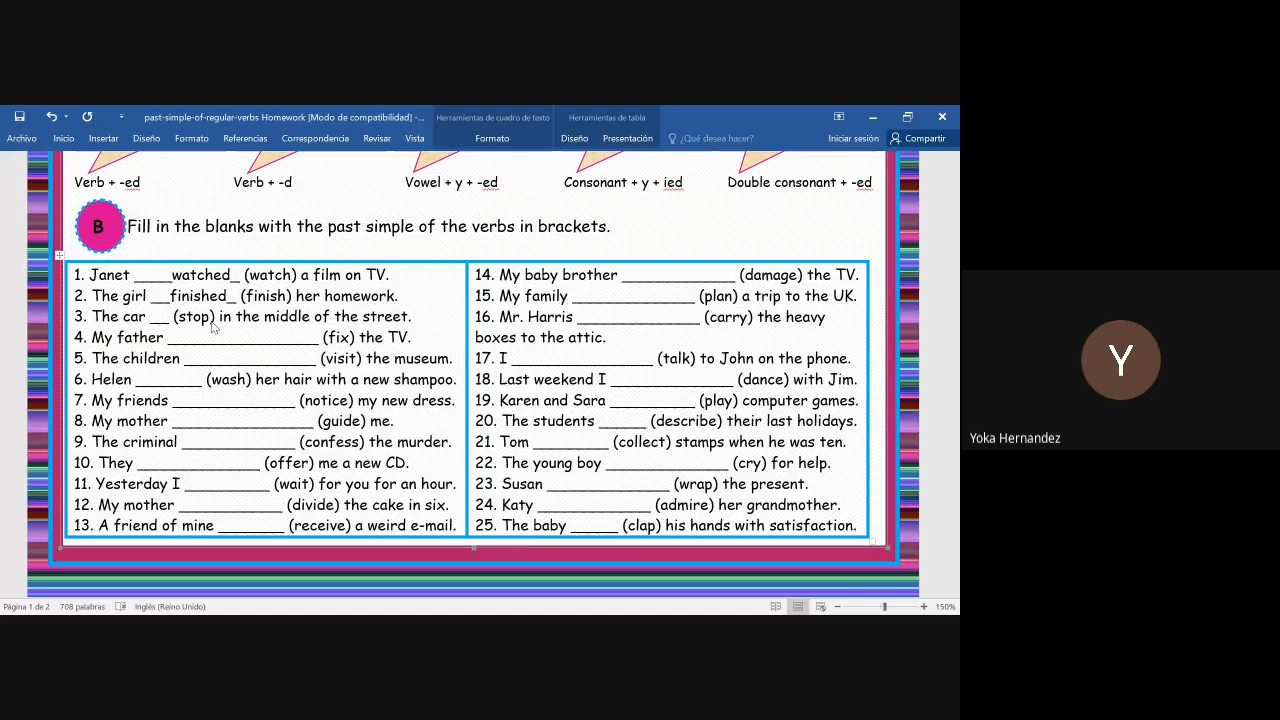 past-simple-of-regular-verbs Homework [Modo de compatibilidad] -...
Herramientas de cuadro de texto
Herramientas de tabla
Archivo Inicio Insertar Diseño Formato Referencias Correspondencia Revisar Vista Formato Diseño Presentación ¿Qué desea hacer? Iniciar sesión Compartir
Verb + -ed Verb + -d Vowel + y + -ed Consonant + y + ied Double consonant + -ed
B Fill in the blanks with the past simple of the verbs in brackets.
1. Janet ____watched_ (watch) a film on TV.
2. The girl __finished_ (finish) her homework.
3. The car __ (stop) in the middle of the street.
4. My father ________________ (fix) the TV.
5. The children ______________ (visit) the museum.
6. Helen _______ (wash) her hair with a new shampoo.
7. My friends _____________ (notice) my new dress.
8. My mother _______________ (guide) me.
9. The criminal ____________ (confess) the murder.
10. They _____________ (offer) me a new CD.
11. Yesterday I _________ (wait) for you for an hour.
12. My mother ___________ (divide) the cake in six.
13. A friend of mine _______ (receive) a weird e-mail.
14. My baby brother ____________ (damage) the TV.
15. My family _____________ (plan) a trip to the UK.
16. Mr. Harris _____________ (carry) the heavy
boxes to the attic.
17. I _______________ (talk) to John on the phone.
18. Last weekend I _____________ (dance) with Jim.
19. Karen and Sara _________ (play) computer games.
20. The students _____ (describe) their last holidays.
21. Tom ________ (collect) stamps when he was ten.
22. The young boy _____________ (cry) for help.
23. Susan _____________ (wrap) the present.
24. Katy ____________ (admire) her grandmother.
25. The baby _____ (clap) his hands with satisfaction.
Página 1 de 2 708 palabras Inglés (Reino Unido) 150%
Y
Yoka Hernandez